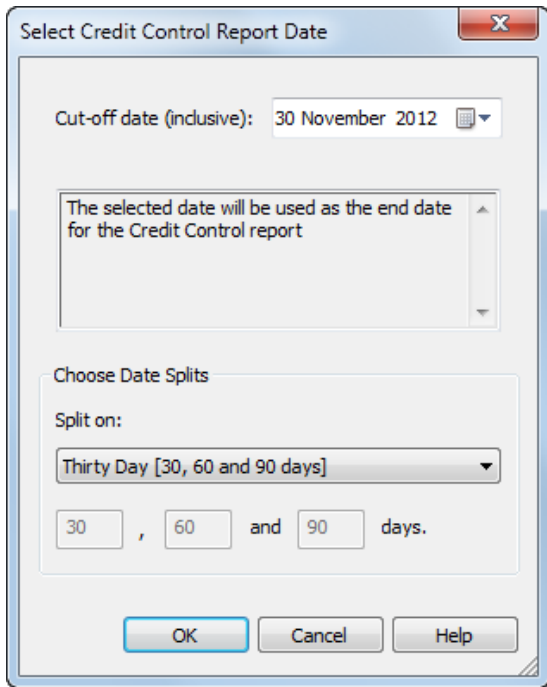 Select Credit Control Report Date
Cut-off date (inclusive): 30 November 2012
The selected date will be used as the end date
for the Credit Control report
Choose Date Splits
Split on:
Thirty Day [30, 60 and 90 days]
30 , 60 and 90 days.
OK Cancel Help